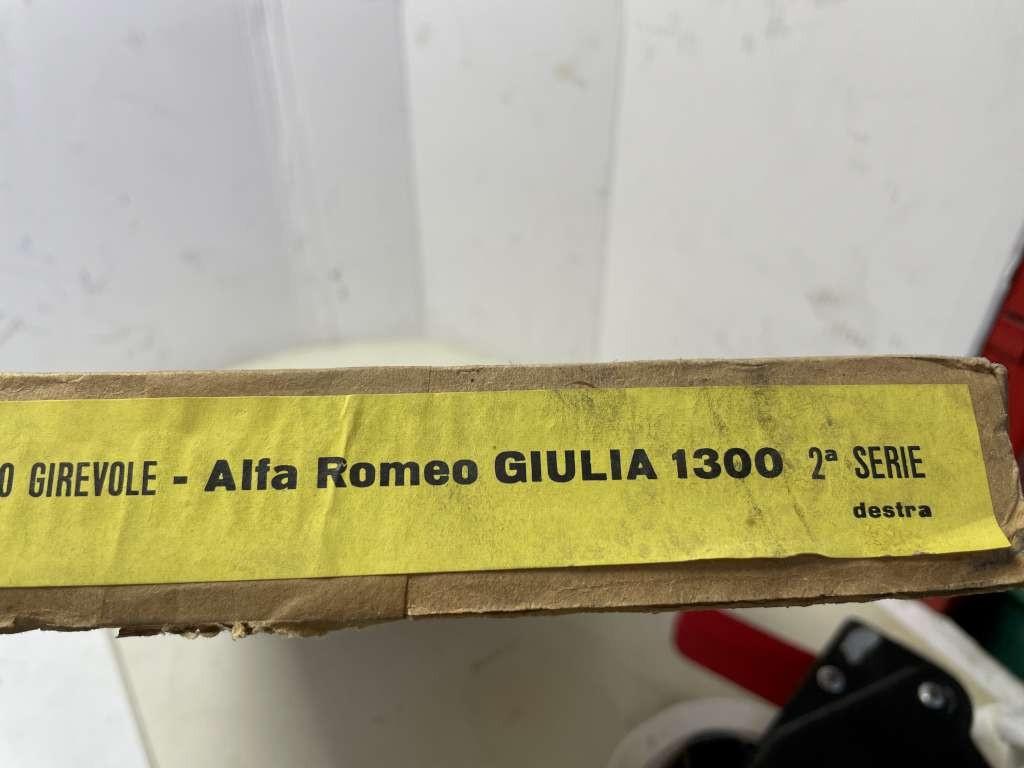 O GIREVOLE - Alfa Romeo GIULIA 1300 2ª SERIE
destra